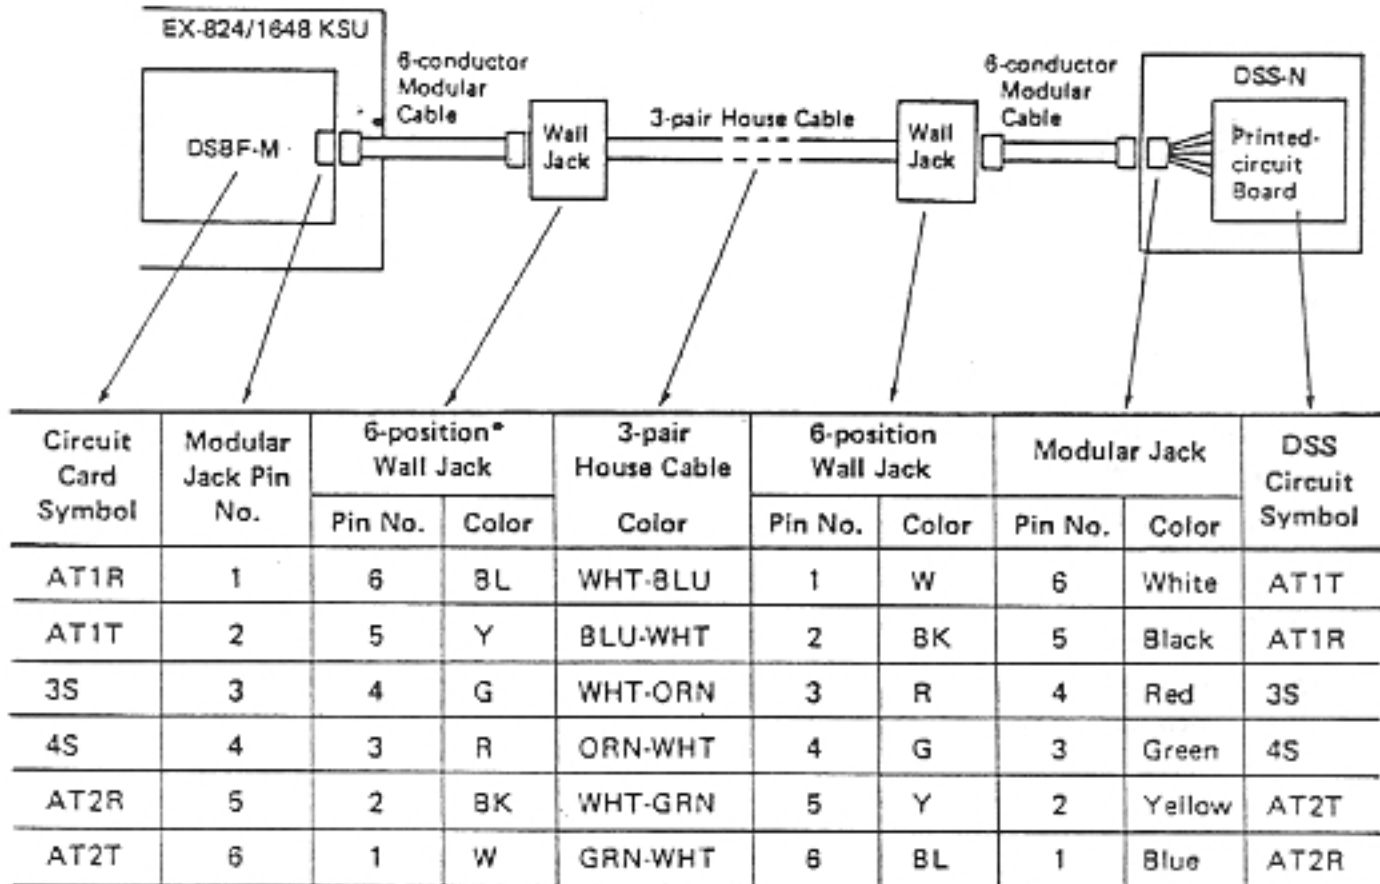 EX-824/1648 KSU
6-conductor
Modular
Cable
DSBF-M
Wall
Jack
3-pair House Cable
Wall
Jack
6-conductor
Modular
Cable
DSS-N
Printed-
circuit
Board
Circuit Card Symbol | Modular Jack Pin No. | 6-position* Wall Jack | 3-pair House Cable | 6-position Wall Jack | Modular Jack | DSS Circuit Symbol
Pin No. | Color | Color | Pin No. | Color | Pin No. | Color
AT1R | 1 | 6 | BL | WHT-BLU | 1 | W | 6 | White | AT1T
AT1T | 2 | 5 | Y | BLU-WHT | 2 | BK | 5 | Black | AT1R
3S | 3 | 4 | G | WHT-ORN | 3 | R | 4 | Red | 3S
4S | 4 | 3 | R | ORN-WHT | 4 | G | 3 | Green | 4S
AT2R | 5 | 2 | BK | WHT-GRN | 5 | Y | 2 | Yellow | AT2T
AT2T | 6 | 1 | W | GRN-WHT | 6 | BL | 1 | Blue | AT2R